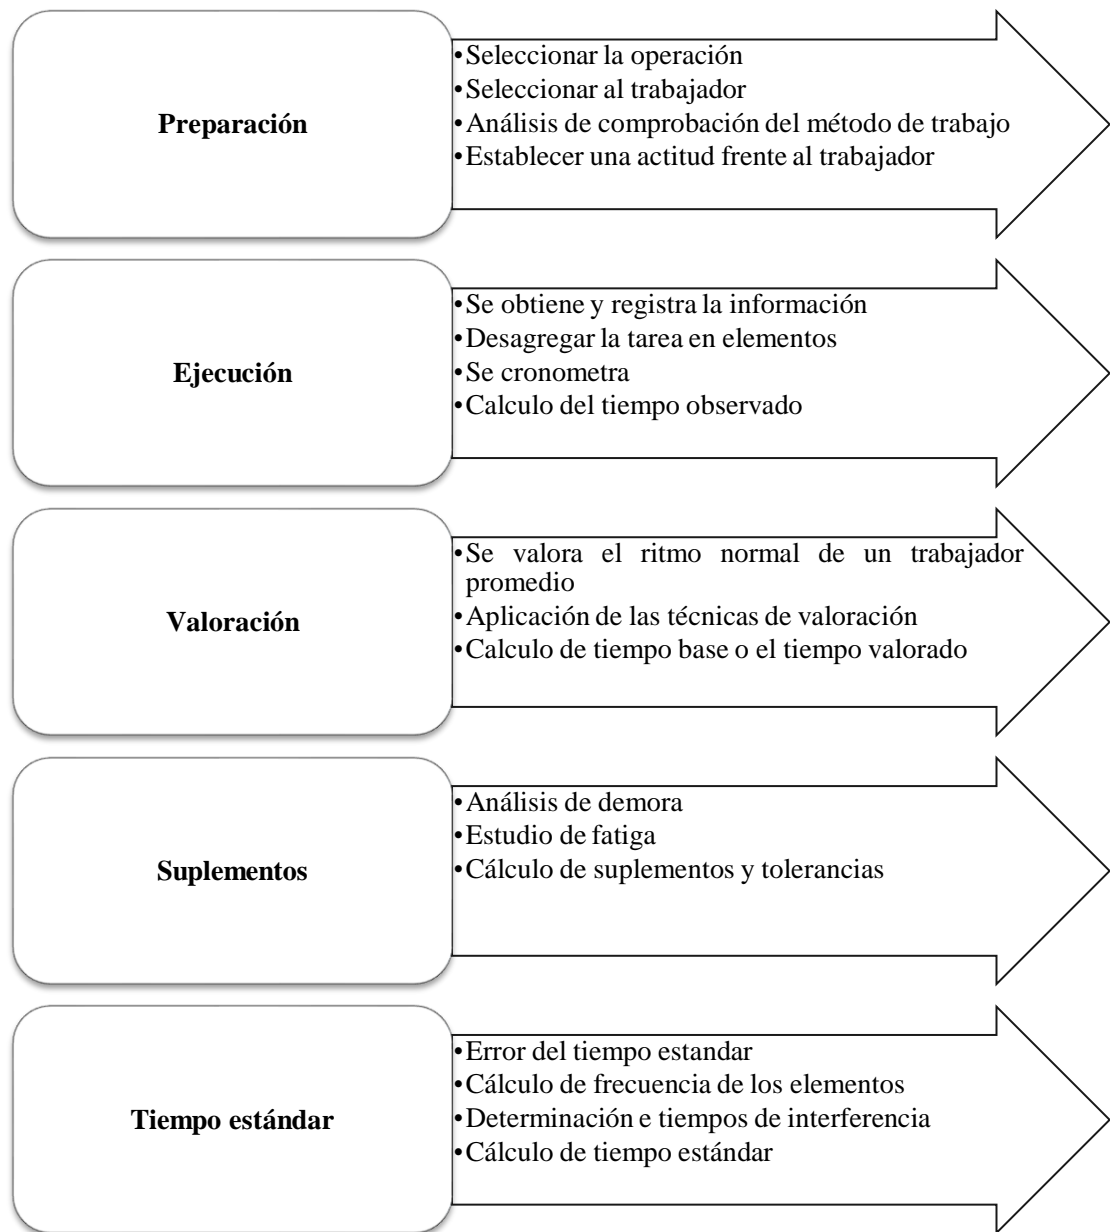 Preparación
•Seleccionar la operación
•Seleccionar al trabajador
•Análisis de comprobación del método de trabajo
•Establecer una actitud frente al trabajador
Ejecución
•Se obtiene y registra la información
•Desagregar la tarea en elementos
•Se cronometra
•Calculo del tiempo observado
Valoración
•Se valora el ritmo normal de un trabajador
promedio
•Aplicación de las técnicas de valoración
•Calculo de tiempo base o el tiempo valorado
Suplementos
•Análisis de demora
•Estudio de fatiga
•Cálculo de suplementos y tolerancias
Tiempo estándar
•Error del tiempo estandar
•Cálculo de frecuencia de los elementos
•Determinación e tiempos de interferencia
•Cálculo de tiempo estándar